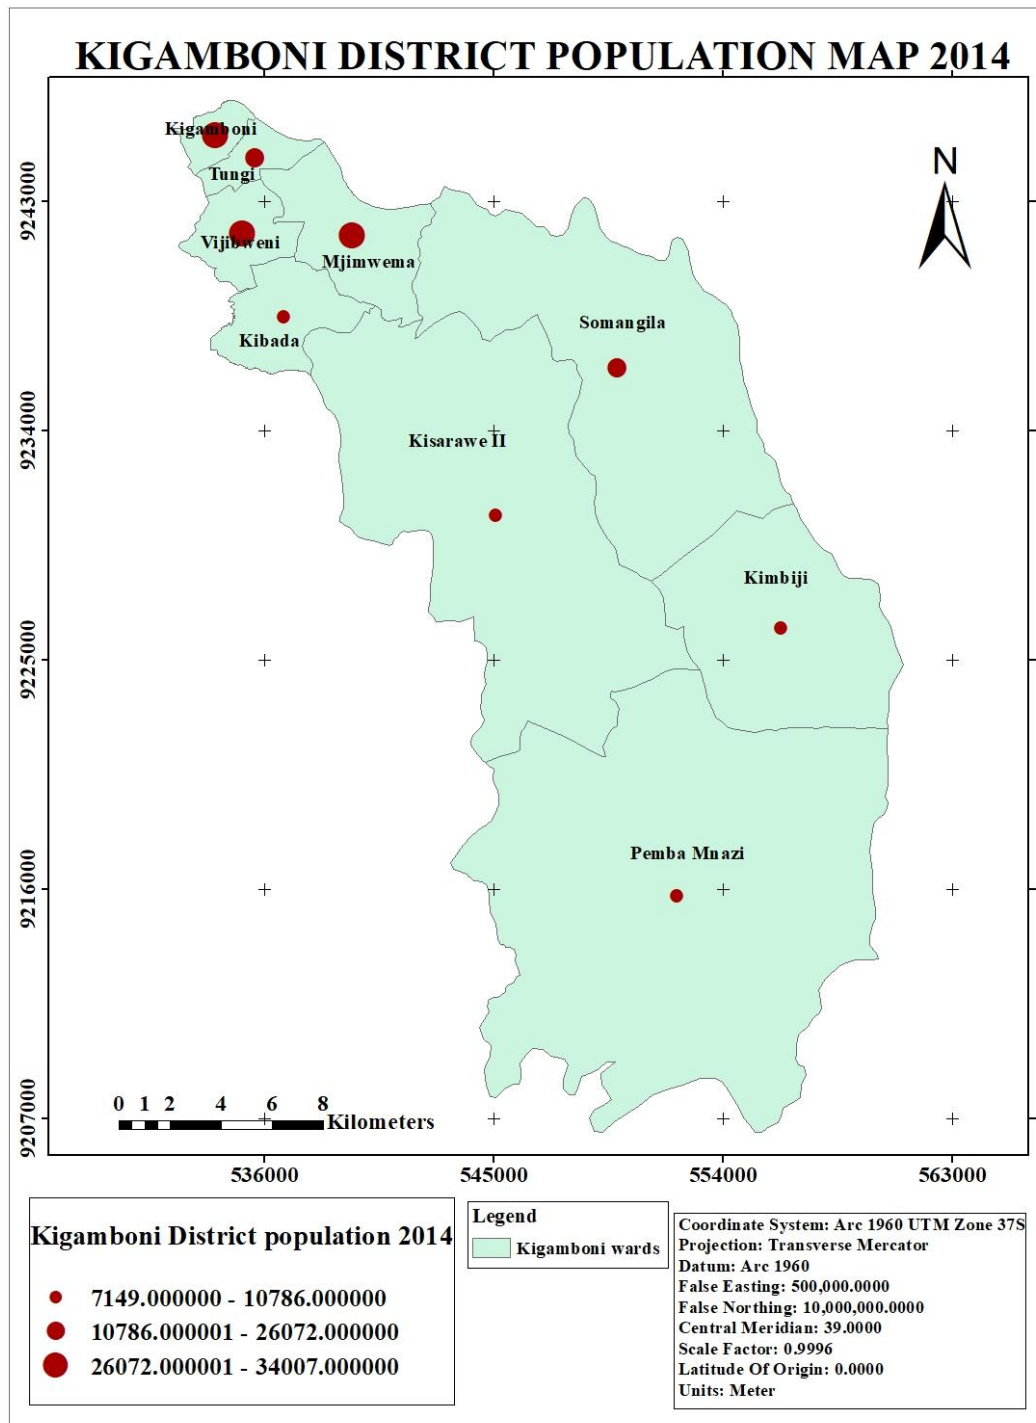 KIGAMBONI DISTRICT POPULATION MAP 2014
Kigamboni
Tungi
N
9243000
Vijibweni
Mjimwema
Somangila
Kibada
9234000
Kisarawe II
Kimbiji
9225000
Pemba Mnazi
9216000
9207000
0 1 2 4 6 8
Kilometers
536000 545000 554000 563000
Kigamboni District population 2014
7149.000000 - 10786.000000
10786.000001 - 26072.000000
26072.000001 - 34007.000000
Legend
Kigamboni wards
Coordinate System: Arc 1960 UTM Zone 37S
Projection: Transverse Mercator
Datum: Arc 1960
False Easting: 500,000.0000
False Northing: 10,000,000.0000
Central Meridian: 39.0000
Scale Factor: 0.9996
Latitude Of Origin: 0.0000
Units: Meter